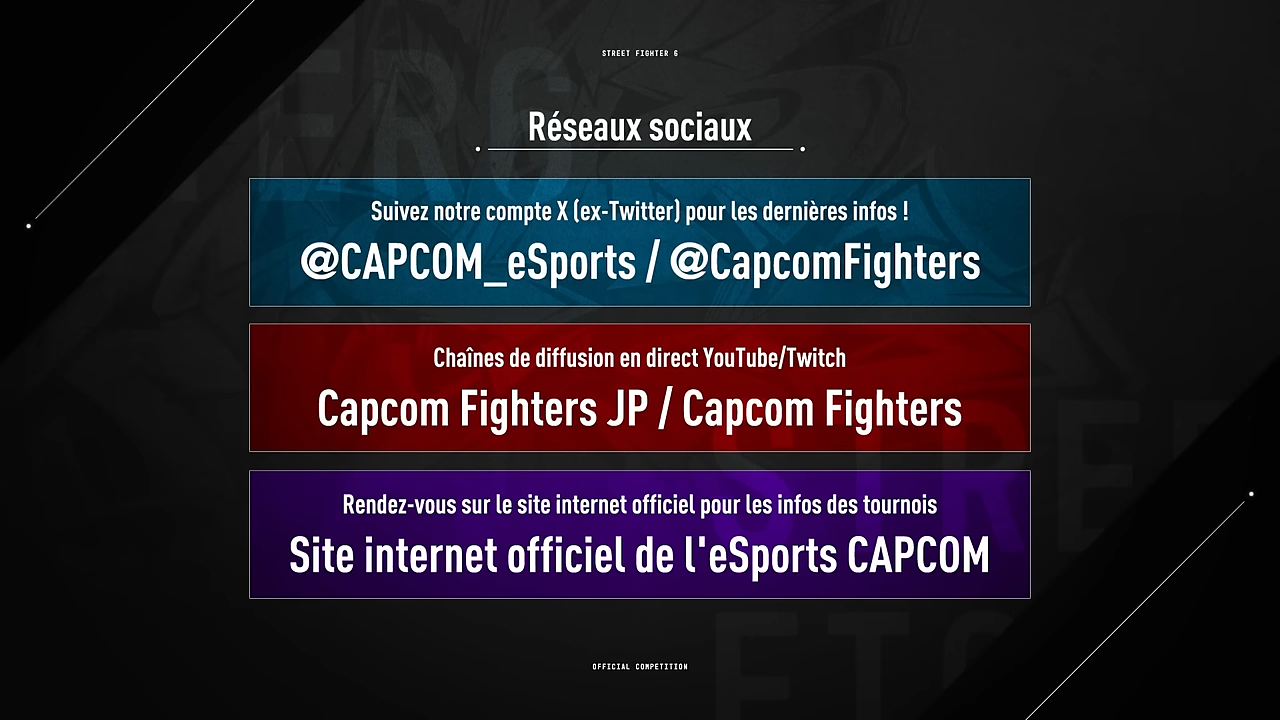 STREET FIGHTER 6
Réseaux sociaux
Suivez notre compte X (ex-Twitter) pour les dernières infos !
@CAPCOM_eSports / @CapcomFighters
Chaînes de diffusion en direct YouTube/Twitch
Capcom Fighters JP / Capcom Fighters
Rendez-vous sur le site internet officiel pour les infos des tournois
Site internet officiel de l'eSports CAPCOM
OFFICIAL COMPETITION